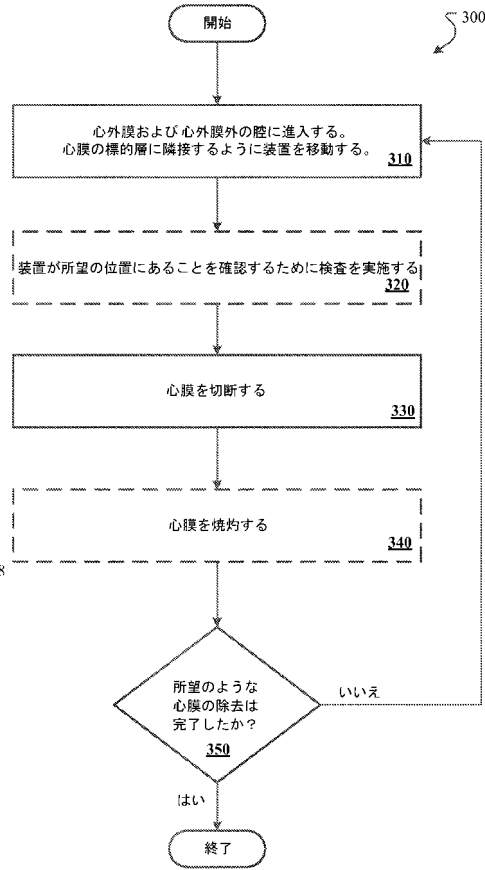 開始
300
心外膜および心外膜外の腔に進入する。
心膜の標的層に隣接するように装置を移動する。
310
装置が所望の位置にあることを確認するために検査を実施する
320
心膜を切断する
330
心膜を焼灼する
340
8
所望のような
心膜の除去は
完了したか？
350
いいえ
はい
終了